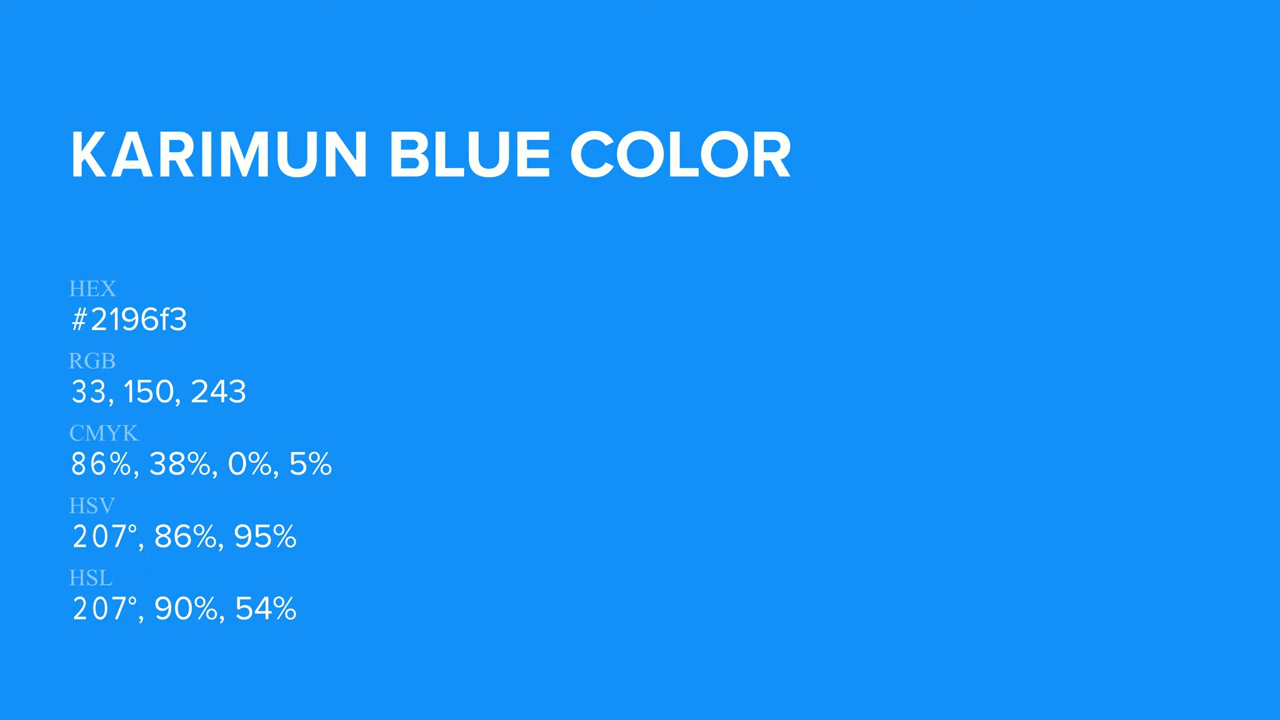 KARIMUN BLUE COLOR
HEX
#2196f3
RGB
33, 150, 243
CMYK
86%, 38%, 0%, 5%
HSV
207°, 86%, 95%
HSL
207°, 90%, 54%